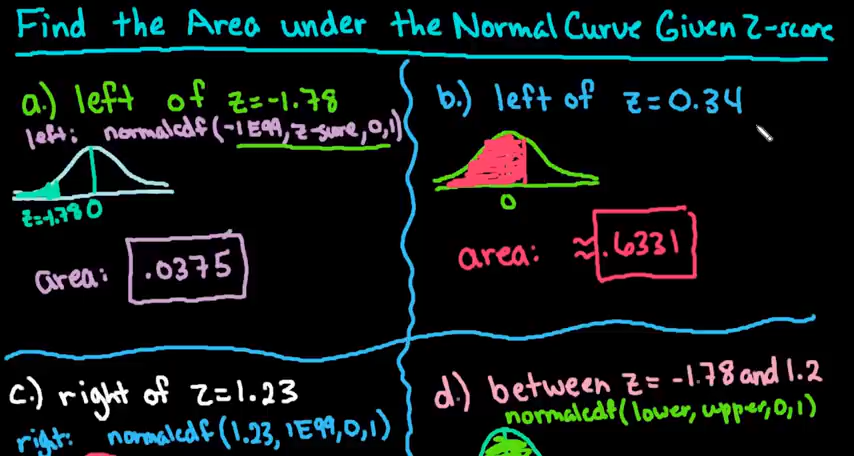 Find the Area under the Normal Curve Given Z-score
a.) left of z=-1.78
left: normalcdf(-1E99, z-sure, 0, 1)
z=-1.78 0
area: .0375
b.) left of z=0.34
0
area: ≈ .6331
c.) right of z=1.23
right: normalcdf(1.23, 1E99, 0, 1)
d.) between z= -1.78 and 1.2
normalcdf(lower, upper, 0, 1)